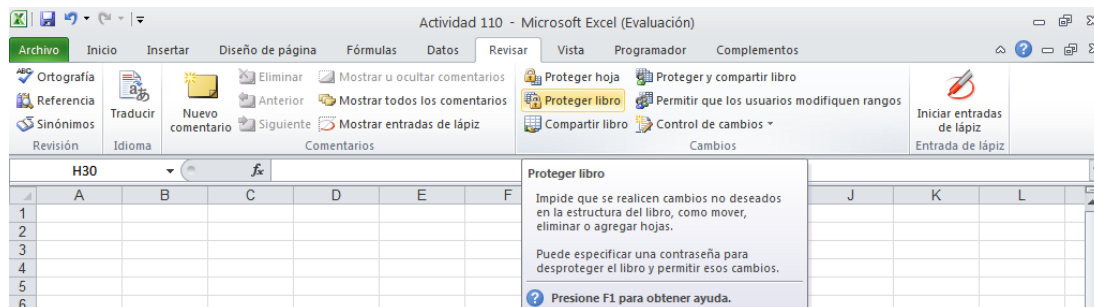 Actividad 110 - Microsoft Excel (Evaluación)
Archivo Inicio Insertar Diseño de página Fórmulas Datos Revisar Vista Programador Complementos
ABC Ortografía
Referencia
Sinónimos
Revisión
aあ
Traducir
Idioma
Nuevo
comentario
Eliminar
Anterior
Siguiente
Mostrar u ocultar comentarios
Mostrar todos los comentarios
Mostrar entradas de lápiz
Comentarios
Proteger hoja
Proteger libro
Compartir libro
Proteger y compartir libro
Permitir que los usuarios modifiquen rangos
Control de cambios
Cambios
Iniciar entradas
de lápiz
Entrada de lápiz
H30 fx
A B C D E F J K L
1
2
3
4
5
6
Proteger libro
Impide que se realicen cambios no deseados
en la estructura del libro, como mover,
eliminar o agregar hojas.
Puede especificar una contraseña para
desproteger el libro y permitir esos cambios.
Presione F1 para obtener ayuda.